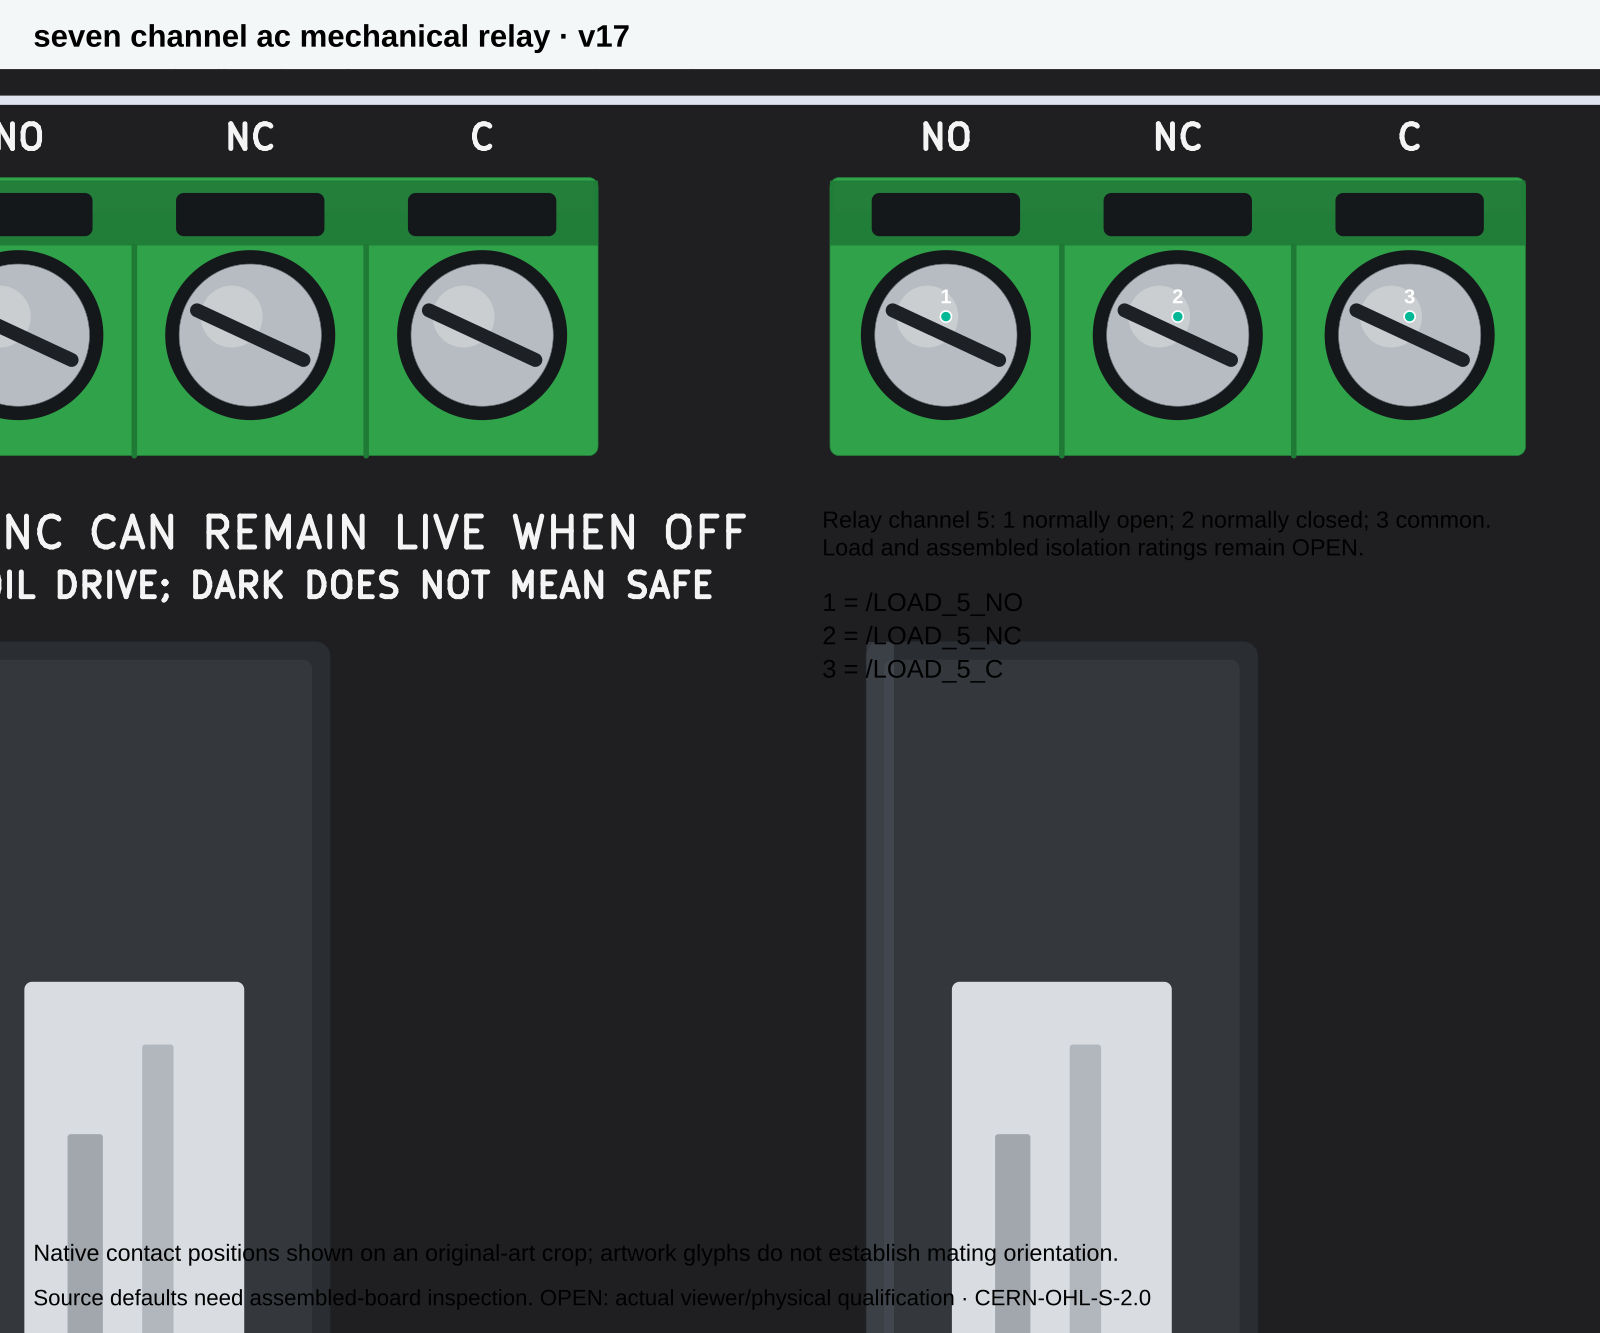 seven channel ac mechanical relay · v17
NO NC C NO NC C
1 2 3
NC CAN REMAIN LIVE WHEN OFF
DRIVE; DARK DOES NOT MEAN SAFE
Relay channel 5: 1 normally open; 2 normally closed; 3 common.
Load and assembled isolation ratings remain OPEN.
1 = /LOAD_5_NO
2 = /LOAD_5_NC
3 = /LOAD_5_C
Native contact positions shown on an original-art crop; artwork glyphs do not establish mating orientation.
Source defaults need assembled-board inspection. OPEN: actual viewer/physical qualification · CERN-OHL-S-2.0